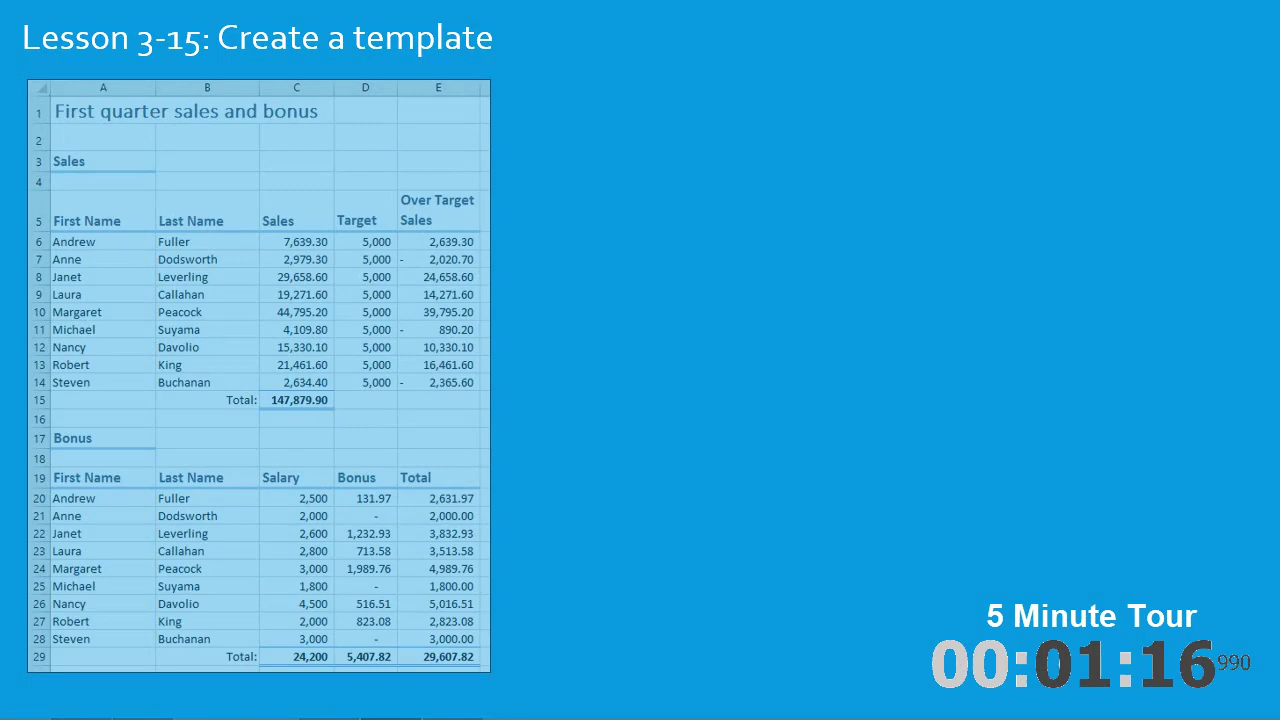 Lesson 3-15: Create a template
A B C D E
1 First quarter sales and bonus
2
3 Sales
4
Over Target
5 First Name Last Name Sales Target Sales
6 Andrew Fuller 7,639.30 5,000 2,639.30
7 Anne Dodsworth 2,979.30 5,000 - 2,020.70
8 Janet Leverling 29,658.60 5,000 24,658.60
9 Laura Callahan 19,271.60 5,000 14,271.60
10 Margaret Peacock 44,795.20 5,000 39,795.20
11 Michael Suyama 4,109.80 5,000 - 890.20
12 Nancy Davolio 15,330.10 5,000 10,330.10
13 Robert King 21,461.60 5,000 16,461.60
14 Steven Buchanan 2,634.40 5,000 - 2,365.60
15 Total: 147,879.90
16
17 Bonus
18
19 First Name Last Name Salary Bonus Total
20 Andrew Fuller 2,500 131.97 2,631.97
21 Anne Dodsworth 2,000 - 2,000.00
22 Janet Leverling 2,600 1,232.93 3,832.93
23 Laura Callahan 2,800 713.58 3,513.58
24 Margaret Peacock 3,000 1,989.76 4,989.76
25 Michael Suyama 1,800 - 1,800.00
26 Nancy Davolio 4,500 516.51 5,016.51
27 Robert King 2,000 823.08 2,823.08
28 Steven Buchanan 3,000 - 3,000.00
29 Total: 24,200 5,407.82 29,607.82
5 Minute Tour
00:01:16 990